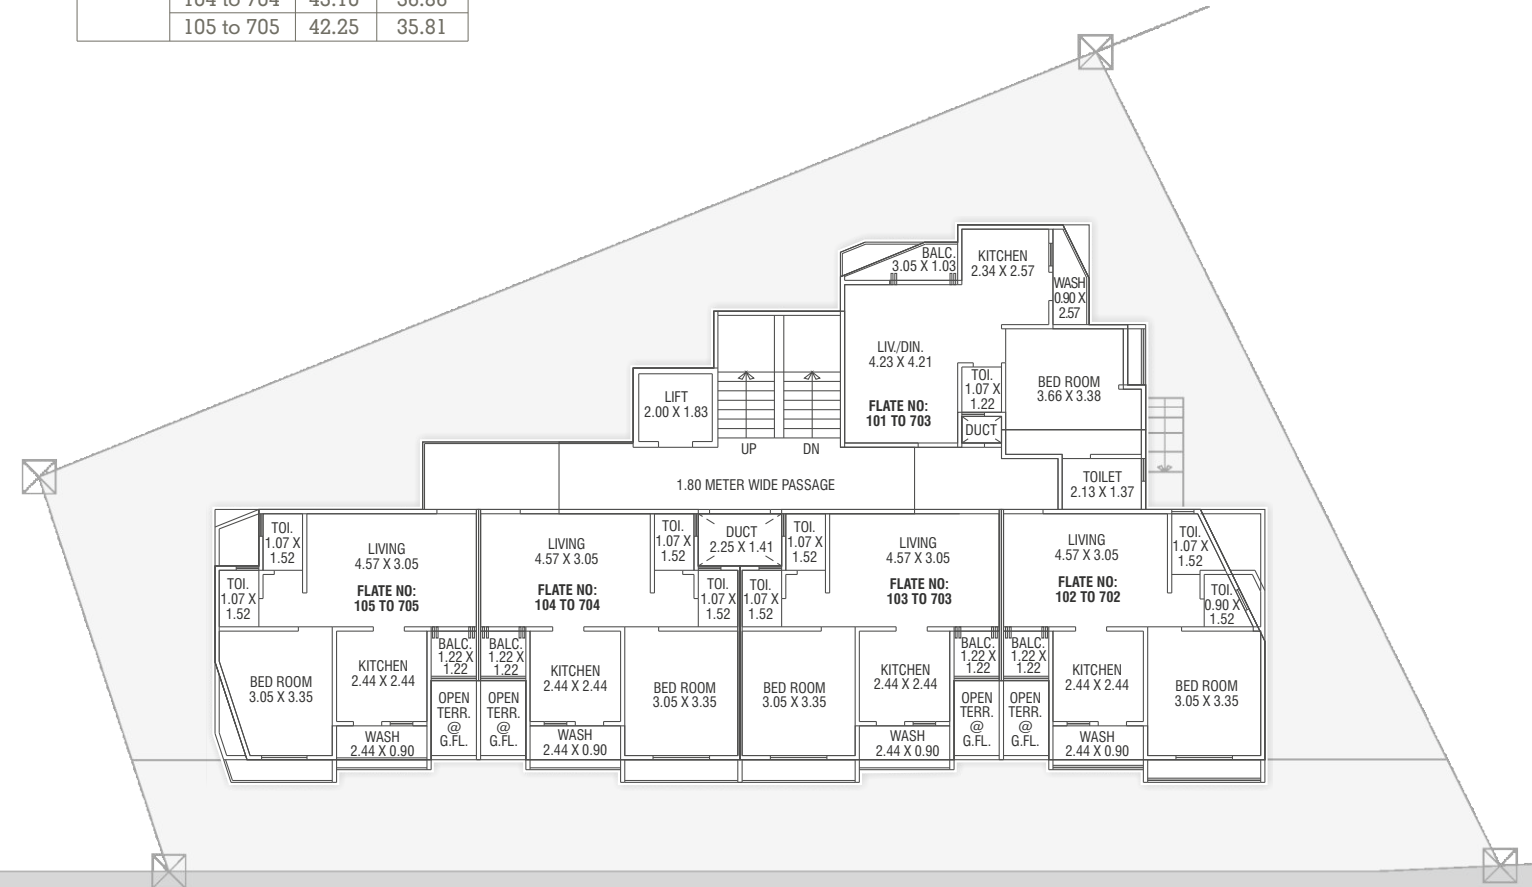 104 to 704 43.10 36.86
105 to 705 42.25 35.81
BALC.
3.05 X 1.03
KITCHEN
2.34 X 2.57
WASH
0.90 X
2.57
LIV./DIN.
4.23 X 4.21
FLATE NO:
101 TO 703
TOI.
1.07 X
1.22
DUCT
BED ROOM
3.66 X 3.38
LIFT
2.00 X 1.83
UP
DN
1.80 METER WIDE PASSAGE
TOILET
2.13 X 1.37
TOI.
1.07 X
1.52
LIVING
4.57 X 3.05
FLATE NO:
105 TO 705
TOI.
1.07 X
1.52
BED ROOM
3.05 X 3.35
KITCHEN
2.44 X 2.44
WASH
2.44 X 0.90
BALC.
1.22 X
1.22
OPEN
TERR.
@
G.FL.
LIVING
4.57 X 3.05
FLATE NO:
104 TO 704
TOI.
1.07 X
1.52
TOI.
1.07 X
1.52
BALC.
1.22 X
1.22
OPEN
TERR.
@
G.FL.
KITCHEN
2.44 X 2.44
WASH
2.44 X 0.90
BED ROOM
3.05 X 3.35
DUCT
2.25 X 1.41
TOI.
1.07 X
1.52
TOI.
1.07 X
1.52
LIVING
4.57 X 3.05
FLATE NO:
103 TO 703
BED ROOM
3.05 X 3.35
KITCHEN
2.44 X 2.44
WASH
2.44 X 0.90
BALC.
1.22 X
1.22
OPEN
TERR.
@
G.FL.
LIVING
4.57 X 3.05
FLATE NO:
102 TO 702
TOI.
1.07 X
1.52
TOI.
0.90 X
1.52
BALC.
1.22 X
1.22
OPEN
TERR.
@
G.FL.
KITCHEN
2.44 X 2.44
WASH
2.44 X 0.90
BED ROOM
3.05 X 3.35